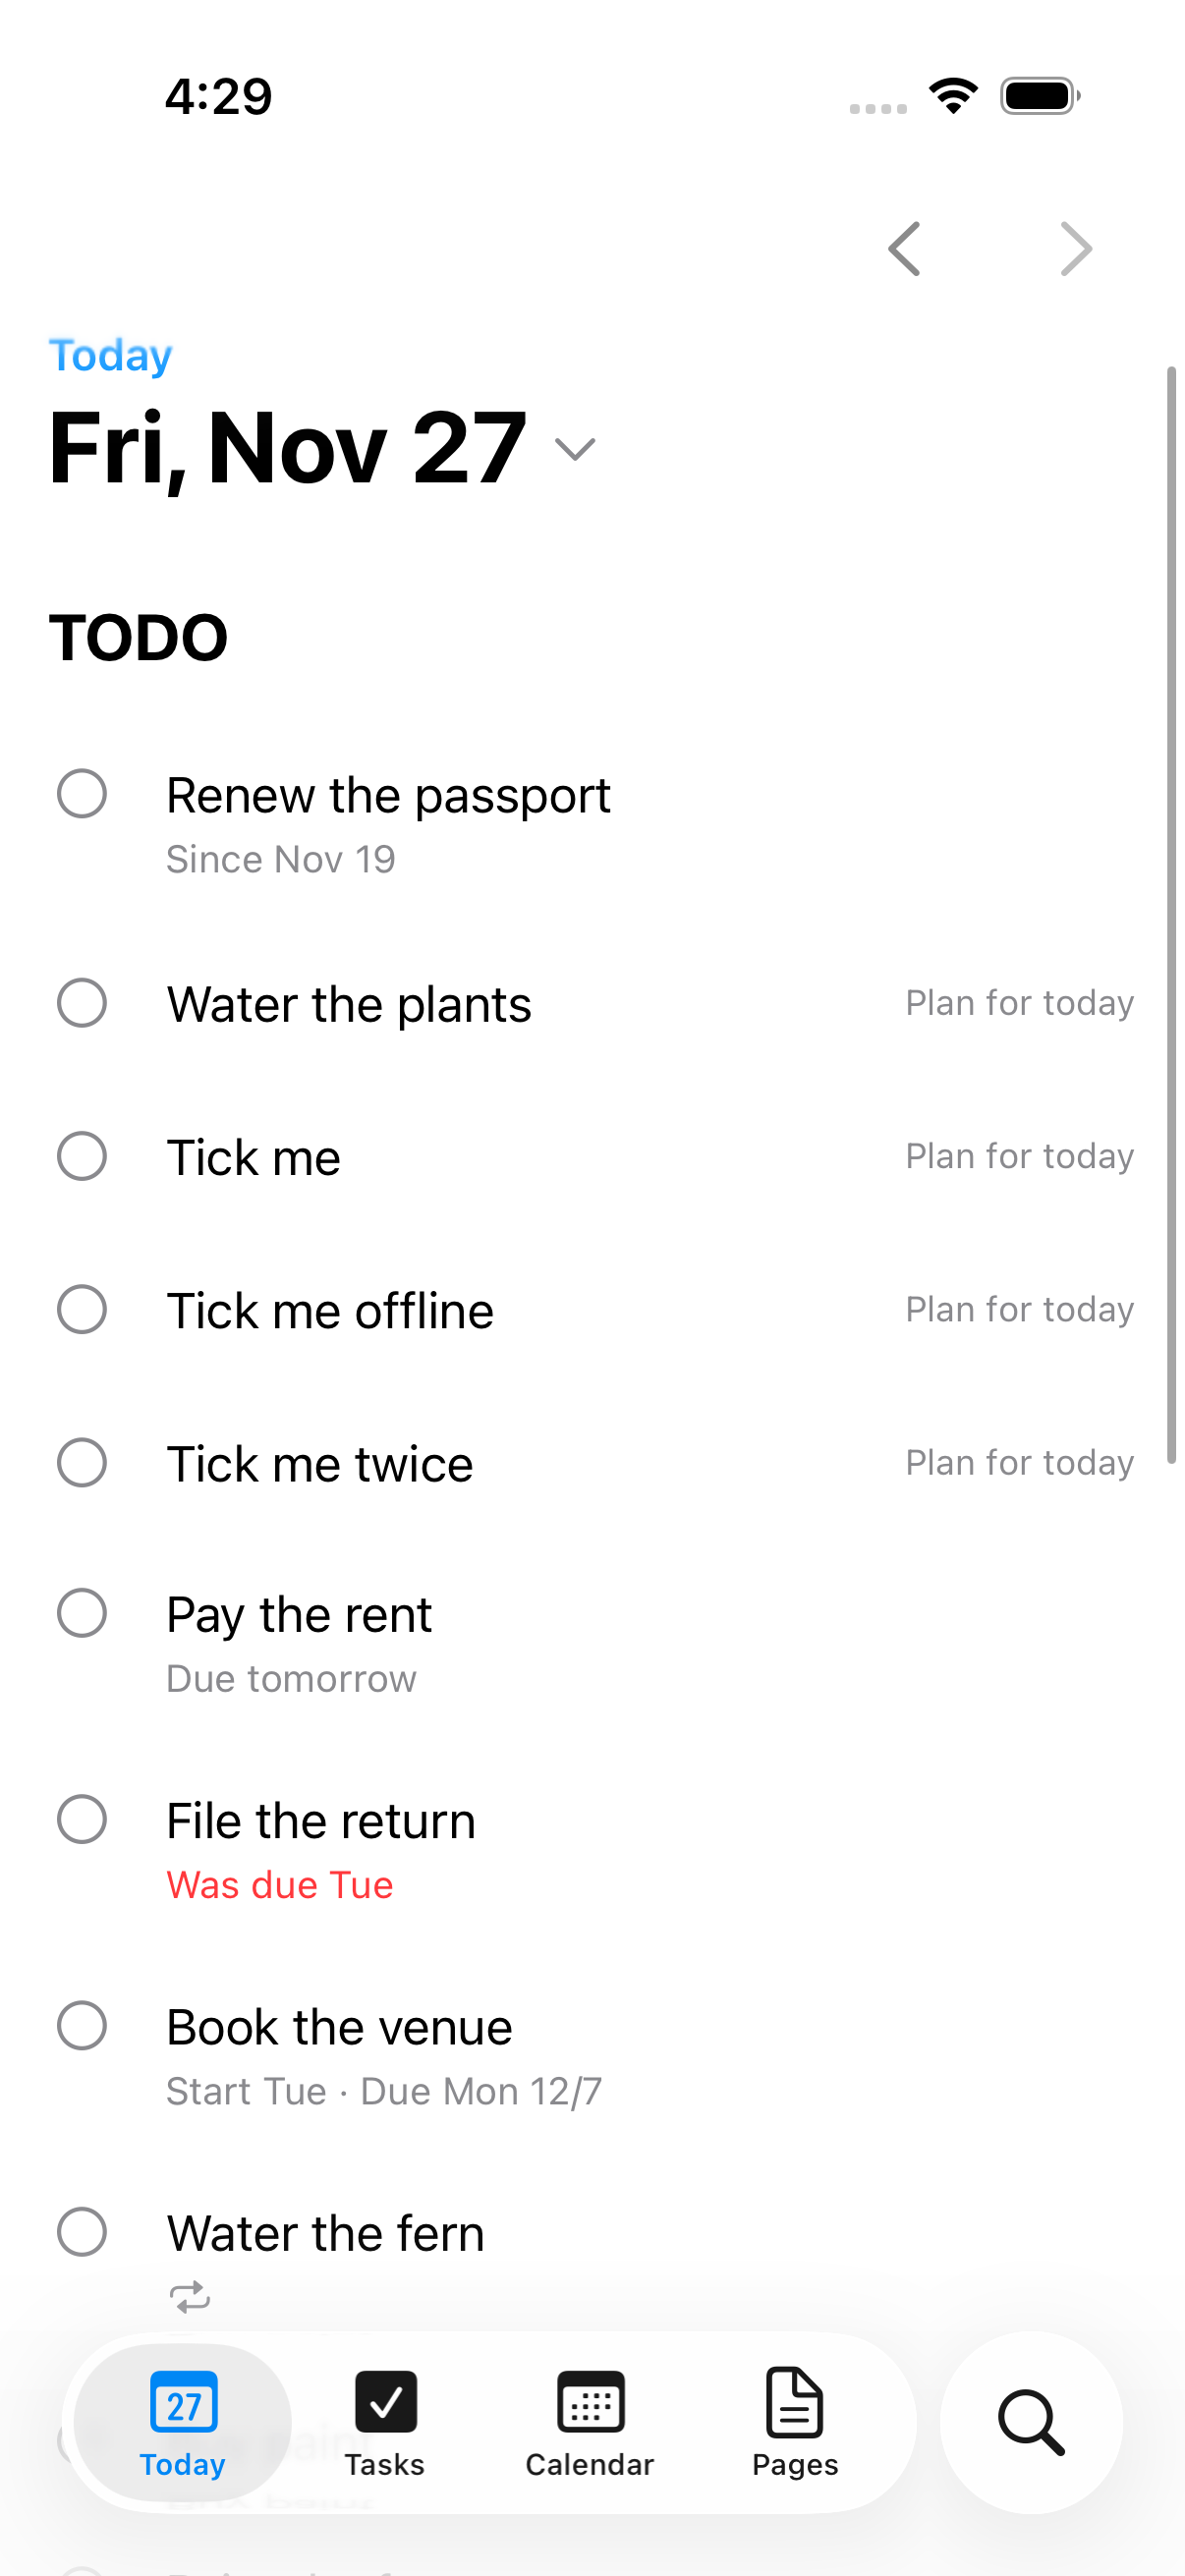 4:29
Today
Fri, Nov 27
TODO
Renew the passport
Since Nov 19
Water the plants Plan for today
Tick me Plan for today
Tick me offline Plan for today
Tick me twice Plan for today
Pay the rent
Due tomorrow
File the return
Was due Tue
Book the venue
Start Tue · Due Mon 12/7
Water the fern
27
Today Tasks Calendar Pages